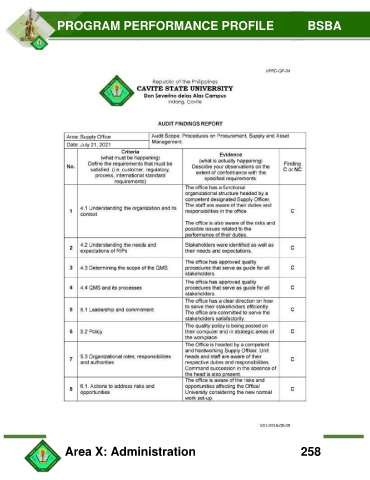 PROGRAM PERFORMANCE PROFILE BSBA
VPPC-QF-04
Republic of the Philippines
CAVITE STATE UNIVERSITY
Don Severino delas Alas Campus
Indang, Cavite
AUDIT FINDINGS REPORT
Area: Supply Office
Audit Scope: Procedures on Procurement, Supply and Asset
Management.
Date: July 21, 2021
No.
Criteria
(what must be happening)
Define the requirements that must be
satisfied. (i.e. customer, regulatory,
process, international standard
requirements)
Evidence
(what is actually happening)
Describe your observations on the
extent of conformance with the
specified requirements
Finding
C or NC
1
4.1 Understanding the organization and its
context
The office has a functional
organizational structure headed by a
competent designated Supply Officer.
The staff are aware of their duties and
responsibilities in the office.
The office is also aware of the risks and
possible issues related to the
performance of their duties.
C
2
4.2 Understanding the needs and
expectations of RIPs
Stakeholders were identified as well as
their needs and expectations.
C
3
4.3 Determining the scope of the QMS
The office has approved quality
procedures that serve as guide for all
stakeholders.
C
4
4.4 QMS and its processes
The office has approved quality
procedures that serve as guide for all
stakeholders.
C
5
5.1 Leadership and commitment
The office has a clear direction on how
to serve their stakeholders efficiently.
The office are committed to serve the
stakeholders satisfactorily.
C
6
5.2 Policy
The quality policy is being posted on
their computer and in strategic areas of
the workplace.
C
7
5.3 Organizational roles, responsibilities
and authorities
The Office is headed by a competent
and hardworking Supply Officer. Unit
heads and staff are aware of their
respective duties and responsibilities.
Command succession in the absence of
the head is also present.
C
8
6.1. Actions to address risks and
opportunities
The office is aware of the risks and
opportunities affecting the Office/
University considering the new normal
work set-up.
C
V01-2018-05-30
Area X: Administration 258